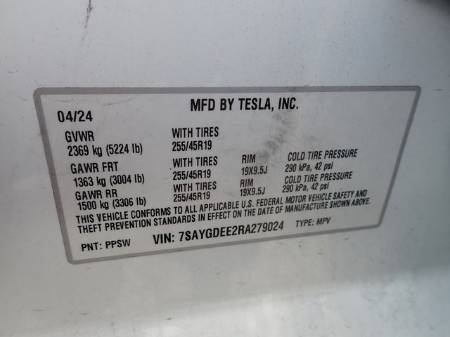 04/24 MFD BY TESLA, INC.
GVWR WITH TIRES
2369 kg (5224 lb) 255/45R19
GAWR FRT WITH TIRES RIM COLD TIRE PRESSURE
1363 kg (3004 lb) 255/45R19 19X9.5J 290 kPa, 42 psi
GAWR RR WITH TIRES RIM COLD TIRE PRESSURE
1500 kg (3306 lb) 255/45R19 19X9.5J 290 kPa, 42 psi
THIS VEHICLE CONFORMS TO ALL APPLICABLE U.S. FEDERAL MOTOR VEHICLE SAFETY AND
THEFT PREVENTION STANDARDS IN EFFECT ON THE DATE OF MANUFACTURE SHOWN ABOVE.
PNT: PPSW VIN: 7SAYGDEE2RA279024 TYPE: MPV